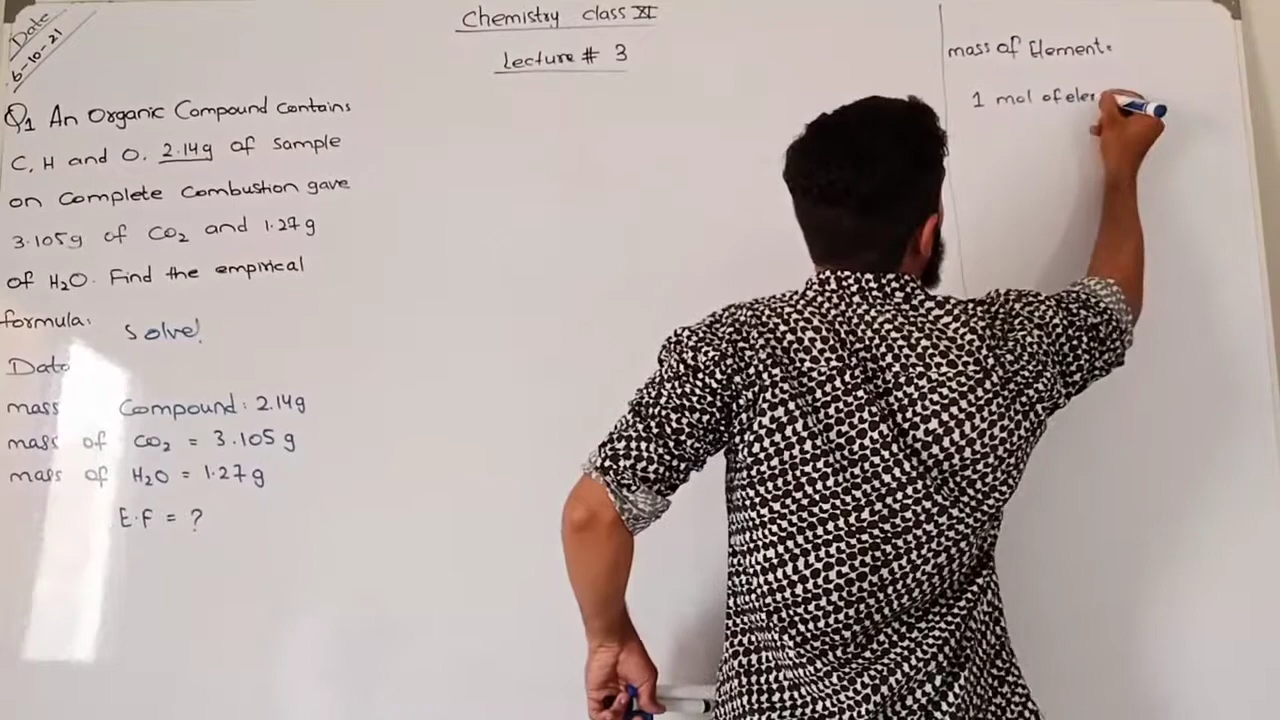 Date
6-10-21
Chemistry class XI
Lecture # 3
Q1 An Organic Compound Contains
C, H and O. 2.14g of Sample
on Complete Combustion gave
3.105g of CO2 and 1.27g
of H2O. Find the empirical
formula.
Solve!
Data
mass Compound: 2.14g
mass of CO2 = 3.105g
mass of H2O = 1.27g
E.F = ?
mass of Element.
1 mol of ele